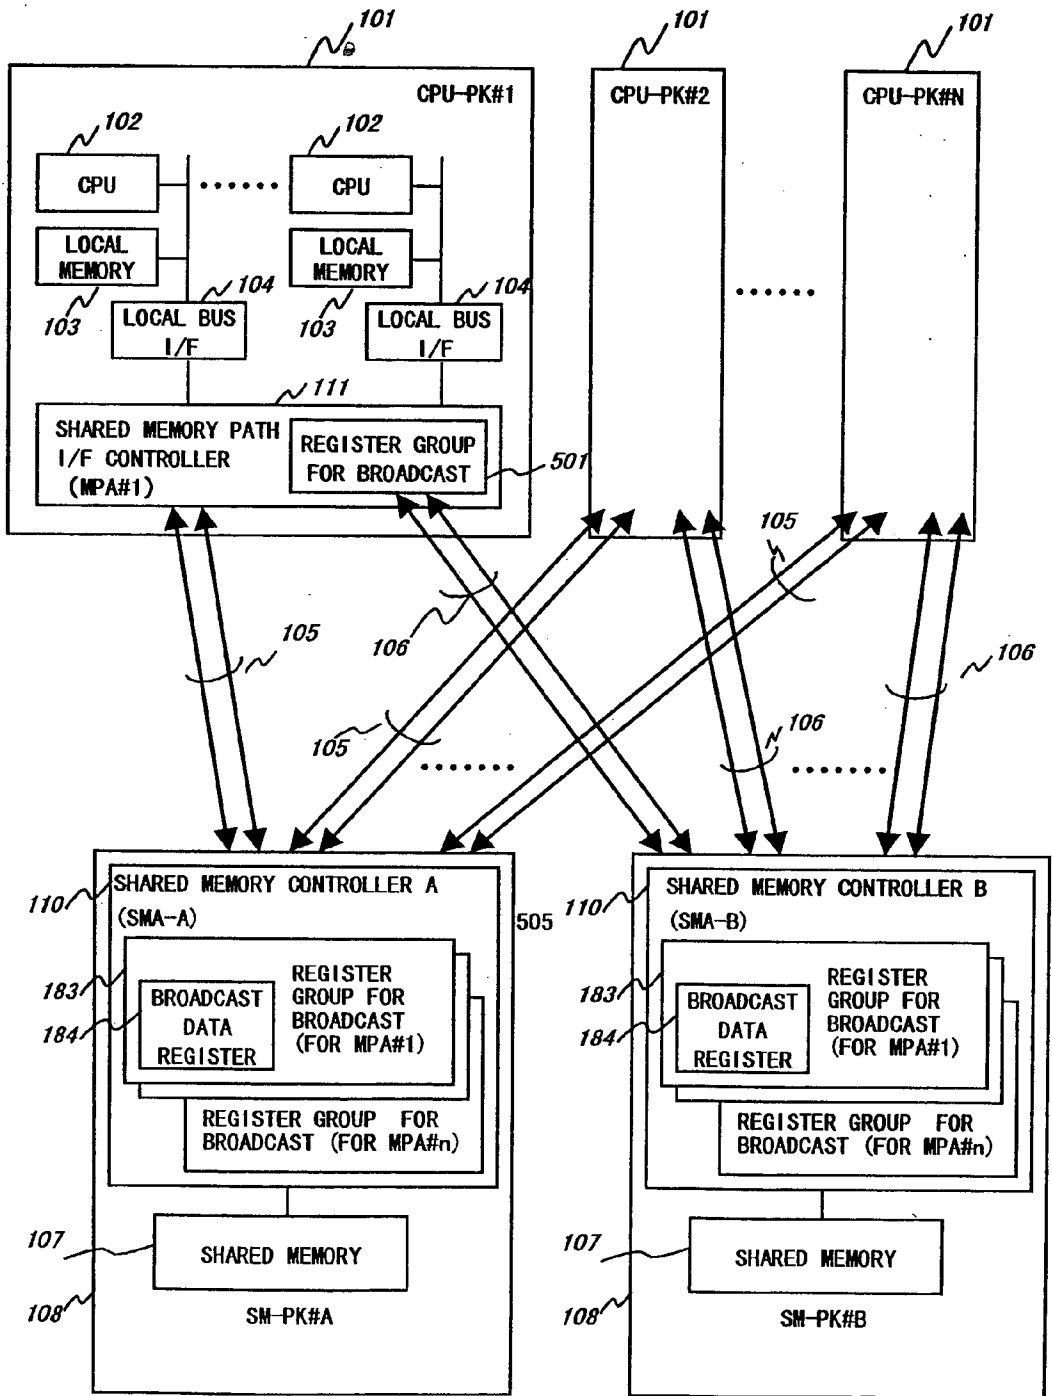 101
101
101
CPU-PK#1
CPU-PK#2
CPU-PK#N
102
102
CPU
CPU
LOCAL
MEMORY
LOCAL
MEMORY
103
104
103
104
LOCAL BUS
I/F
LOCAL BUS
I/F
111
SHARED MEMORY PATH
I/F CONTROLLER
(MPA#1)
REGISTER GROUP
FOR BROADCAST
501
105
106
105
105
106
106
110
SHARED MEMORY CONTROLLER A
(SMA-A)
505
183
184
BROADCAST
DATA
REGISTER
REGISTER
GROUP FOR
BROADCAST
(FOR MPA#1)
REGISTER GROUP FOR
BROADCAST (FOR MPA#n)
107
SHARED MEMORY
108
SM-PK#A
110
SHARED MEMORY CONTROLLER B
(SMA-B)
183
184
BROADCAST
DATA
REGISTER
REGISTER
GROUP FOR
BROADCAST
(FOR MPA#1)
REGISTER GROUP FOR
BROADCAST (FOR MPA#n)
107
SHARED MEMORY
108
SM-PK#B